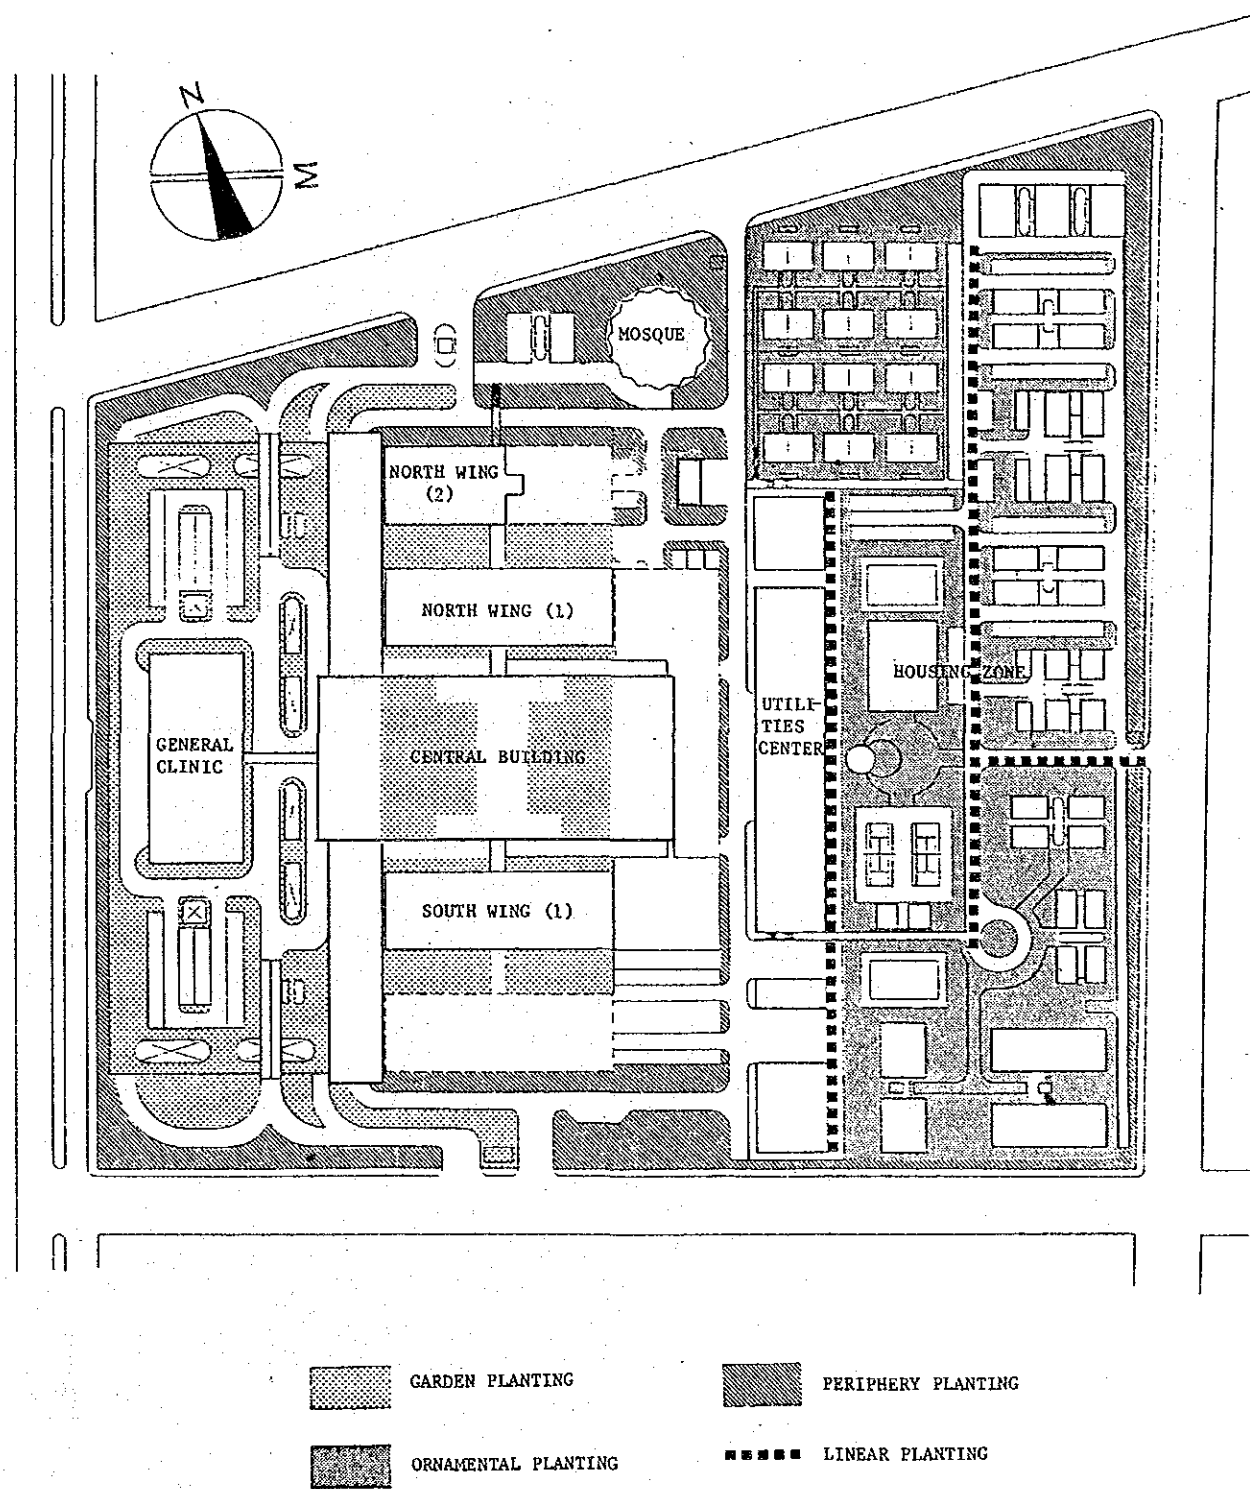 N
M
MOSQUE
NORTH WING
(2)
NORTH WING (1)
HOUSING ZONE
UTILI-
TIES
CENTER
GENERAL
CLINIC
CENTRAL BUILDING
SOUTH WING (1)
GARDEN PLANTING
PERIPHERY PLANTING
ORNAMENTAL PLANTING
LINEAR PLANTING